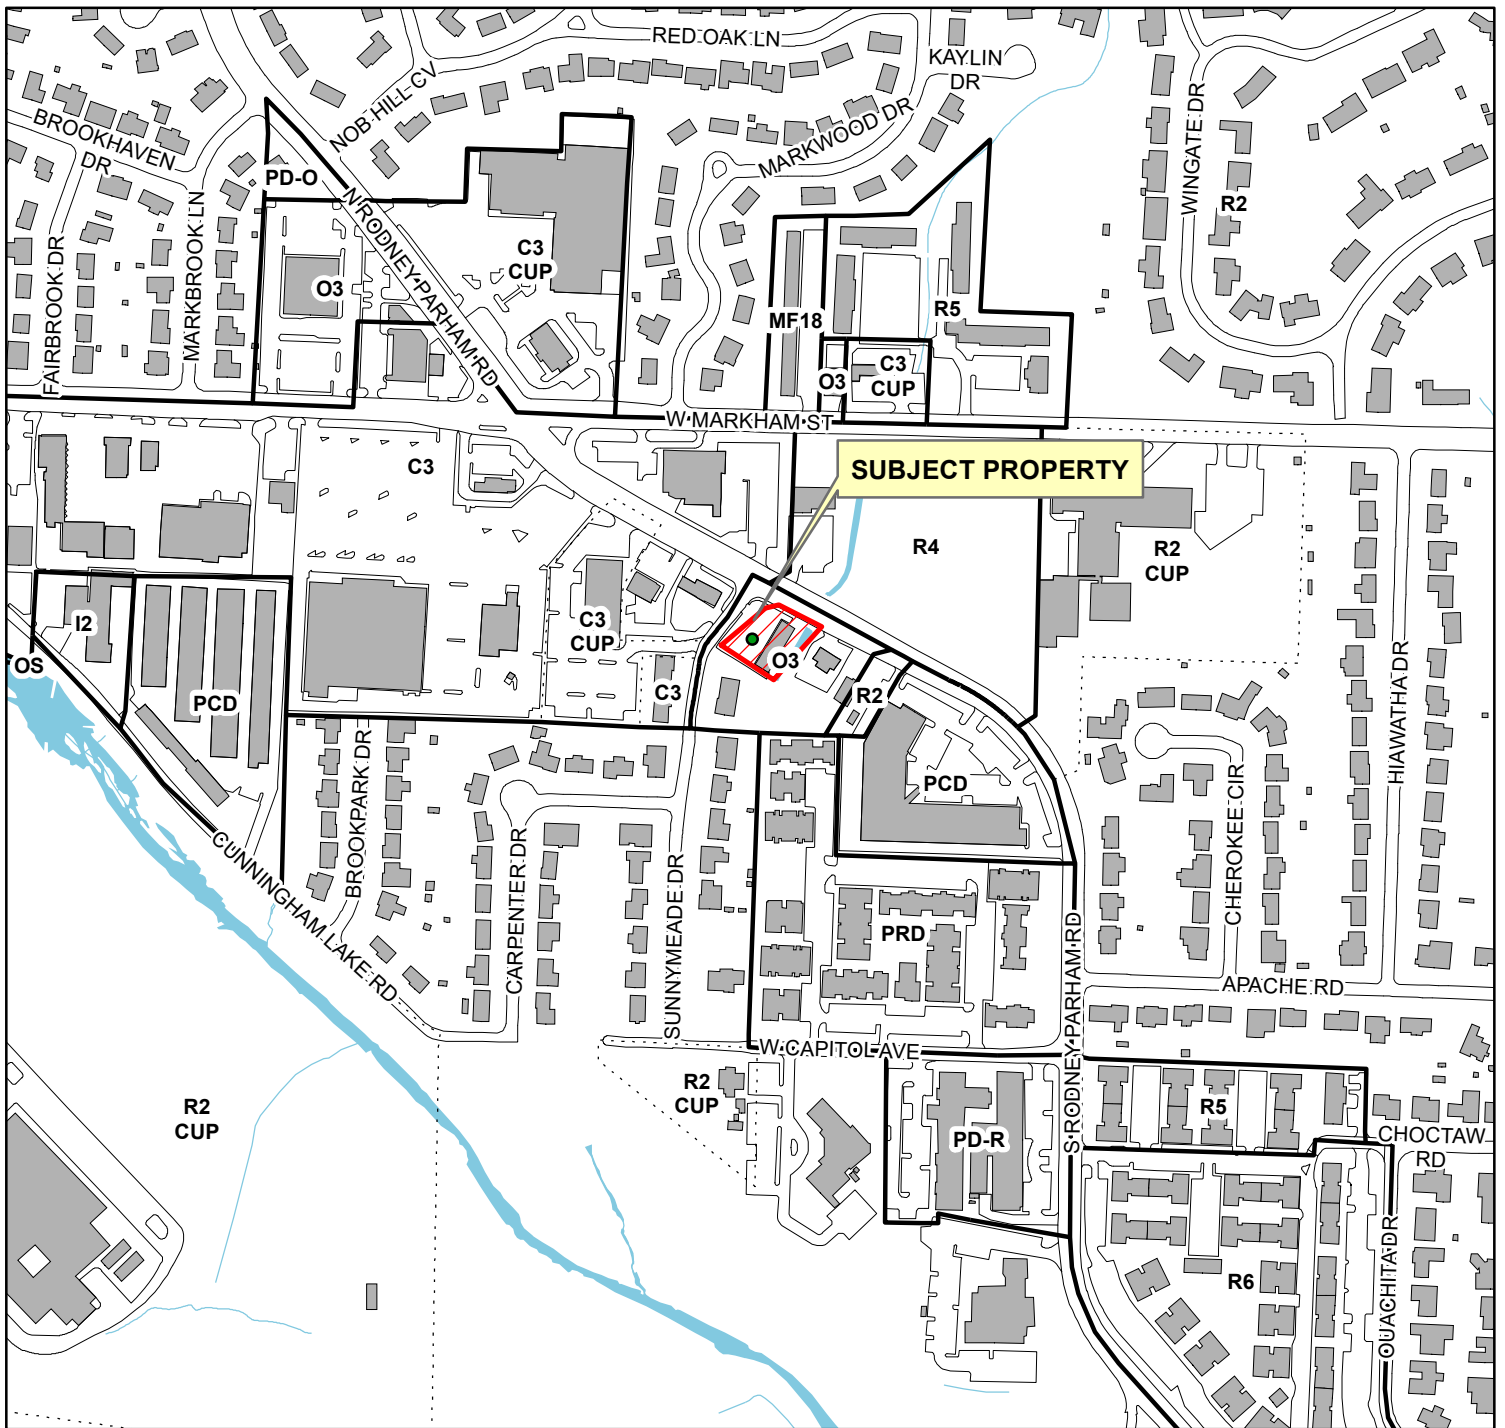 RED OAK LN
KAYLIN
DR
NOB HILL CV
BROOKHAVEN
DR
MARKWOOD DR
WINGATE DR
PD-O
N RODNEY PARHAM RD
R2
FAIRBROOK DR
MARKBROOK LN
C3
CUP
O3
MF18
R5
O3
C3
CUP
W MARKHAM ST
C3
SUBJECT PROPERTY
R4
R2
CUP
I2
OS
PCD
C3
CUP
C3
O3
R2
HIAWATHA DR
BROOKPARK DR
PCD
CARPENTER DR
SUNNYMEADE DR
CHEROKEE CIR
CUNNINGHAM LAKE RD
PRD
S RODNEY PARHAM RD
APACHE RD
W CAPITOL AVE
R2
CUP
R2
CUP
PD-R
R5
CHOCTAW
RD
R6
OUACHITA DR